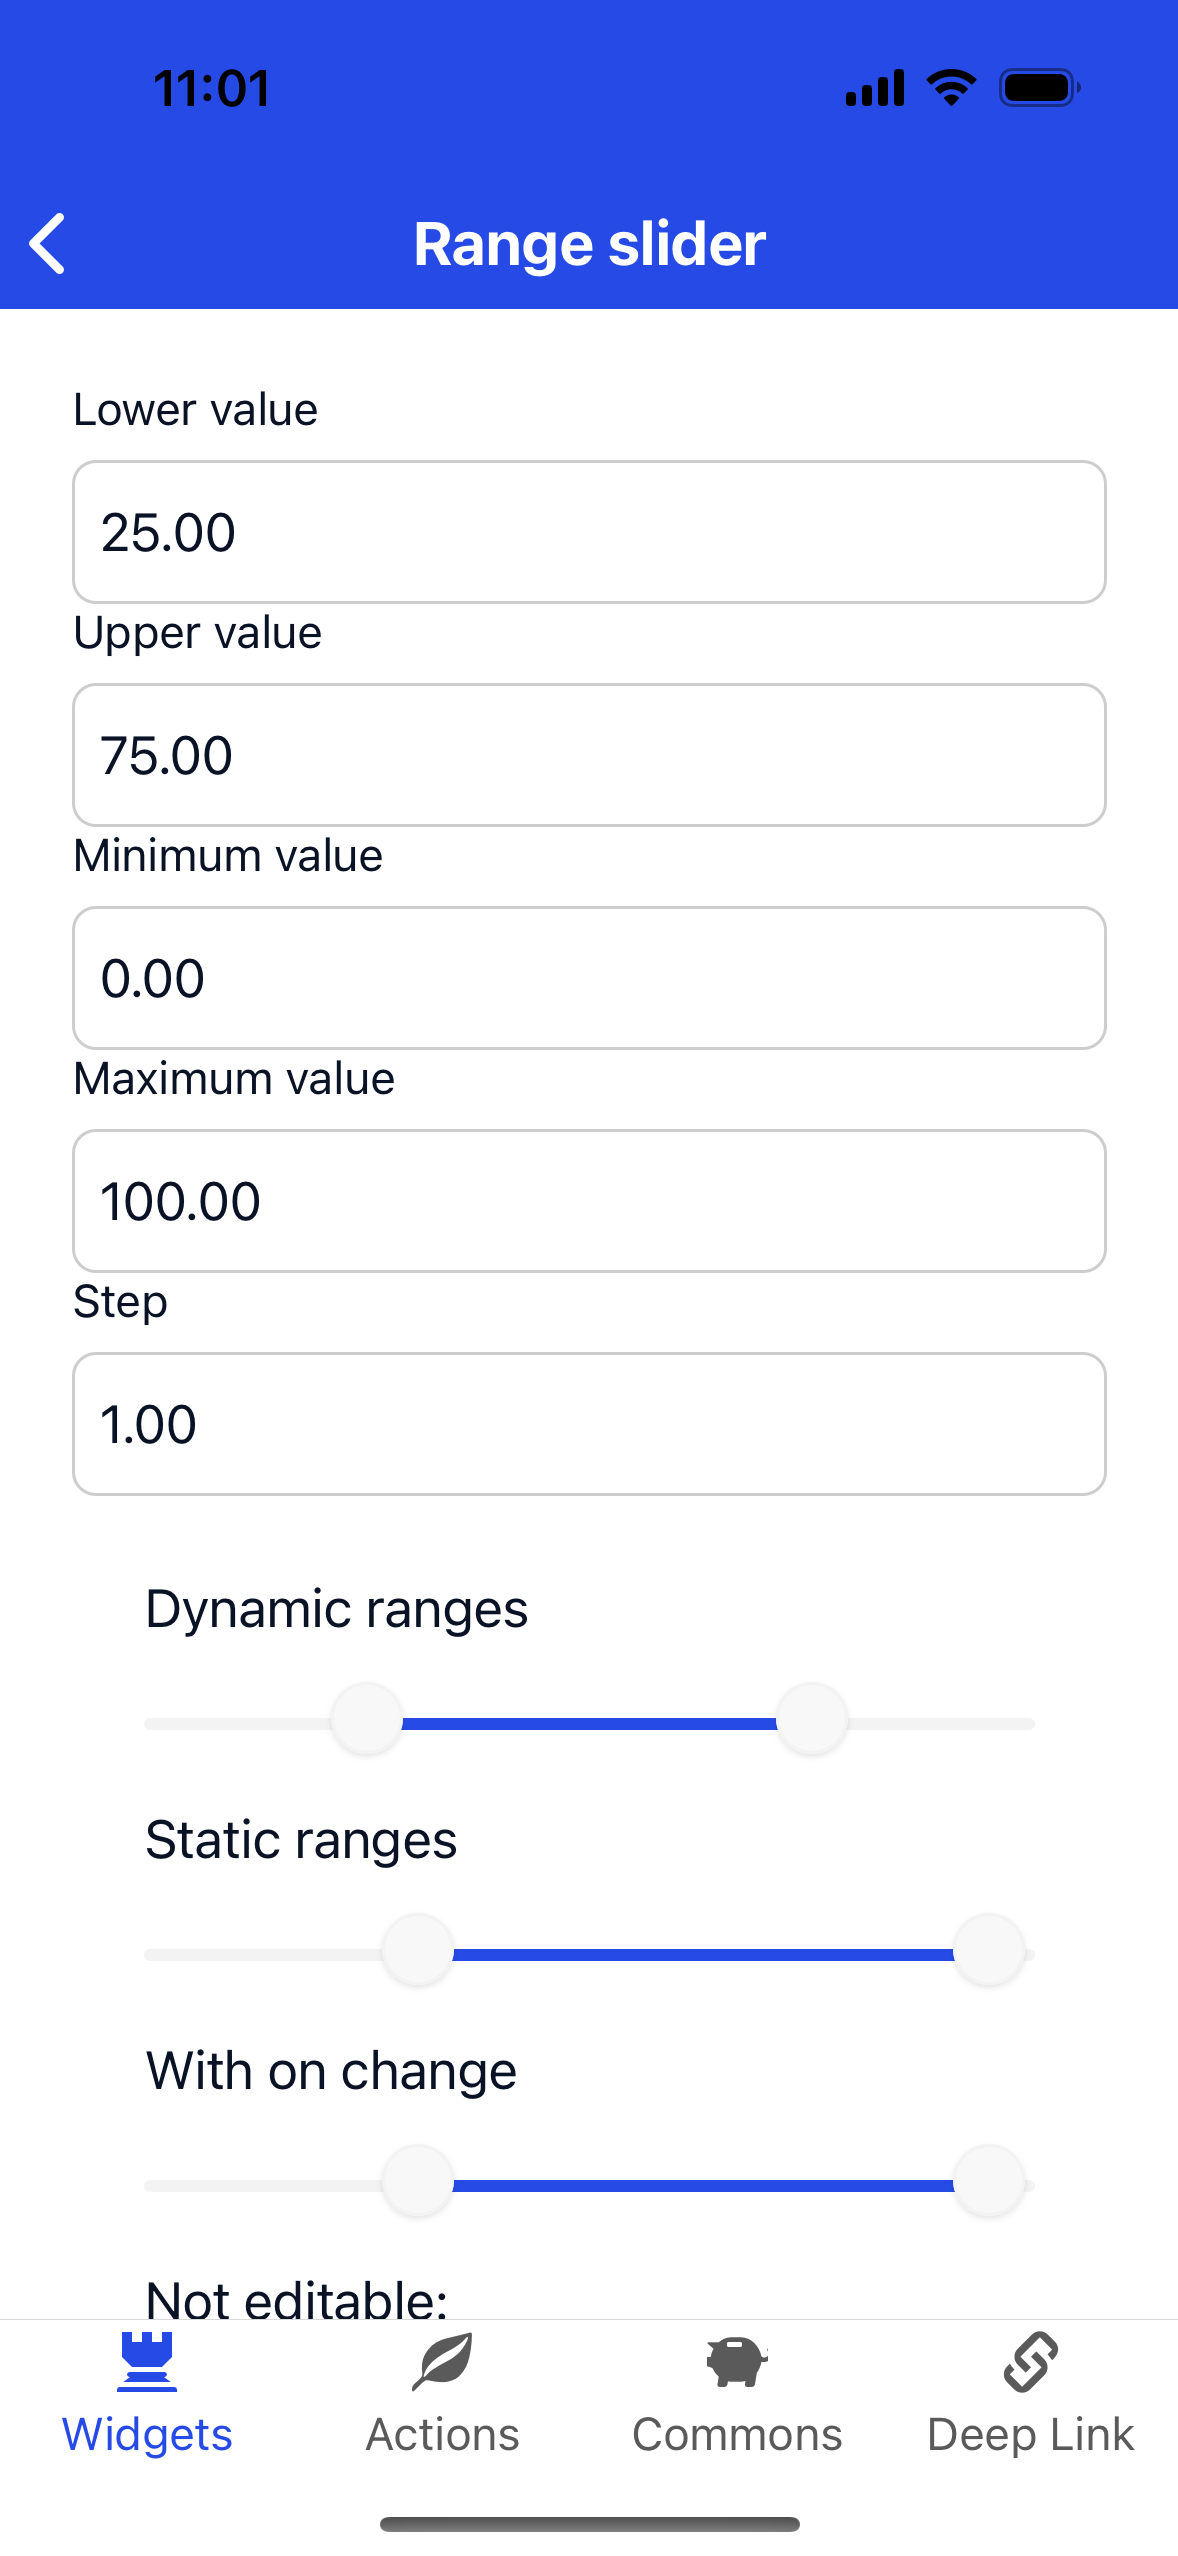 11:01
Range slider
Lower value
25.00
Upper value
75.00
Minimum value
0.00
Maximum value
100.00
Step
1.00
Dynamic ranges
Static ranges
With on change
Not editable:
Widgets
Actions
Commons
Deep Link